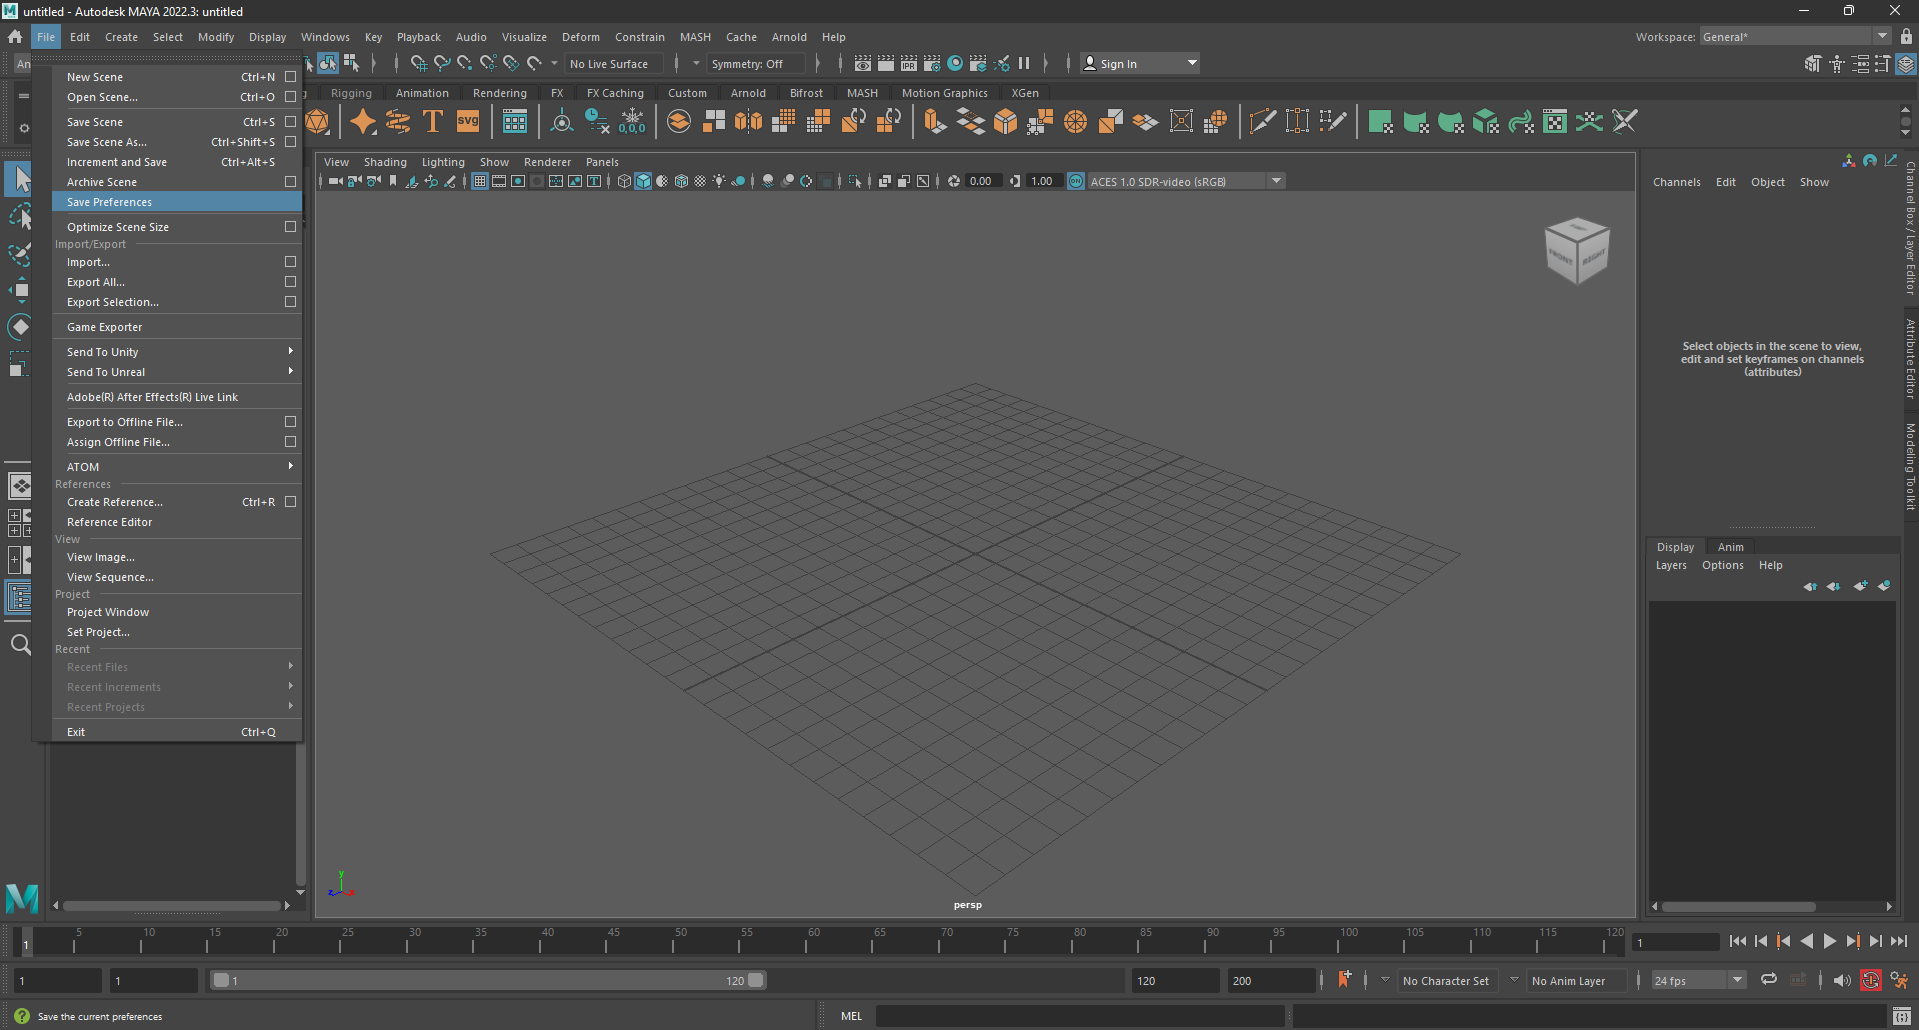 untitled - Autodesk MAYA 2022.3: untitled
File Edit Create Select Modify Display Windows Key Playback Audio Visualize Deform Constrain MASH Cache Arnold Help
Workspace: General*
No Live Surface
Symmetry: Off
Sign In
Rigging Animation Rendering FX FX Caching Custom Arnold Bifrost MASH Motion Graphics XGen
New Scene Ctrl+N
Open Scene... Ctrl+O
Save Scene Ctrl+S
Save Scene As... Ctrl+Shift+S
Increment and Save Ctrl+Alt+S
Archive Scene
Save Preferences
Optimize Scene Size
Import/Export
Import...
Export All...
Export Selection...
Game Exporter
Send To Unity
Send To Unreal
Adobe(R) After Effects(R) Live Link
Export to Offline File...
Assign Offline File...
ATOM
References
Create Reference... Ctrl+R
Reference Editor
View
View Image...
View Sequence...
Project
Project Window
Set Project...
Recent
Recent Files
Recent Increments
Recent Projects
Exit Ctrl+Q
svg
IPR
0,0,0
View Shading Lighting Show Renderer Panels
0.00
1.00
ON
ACES 1.0 SDR-video (sRGB)
FRONT
RIGHT
y
z
x
persp
Channels Edit Object Show
Select objects in the scene to view,
edit and set keyframes on channels
(attributes)
Channel Box / Layer Editor
Attribute Editor
Modeling Toolkit
Display Anim
Layers Options Help
1
5 10 15 20 25 30 35 40 45 50 55 60 65 70 75 80 85 90 95 100 105 110 115 120
1
1
1
1
120
120
200
No Character Set
No Anim Layer
24 fps
Save the current preferences
MEL